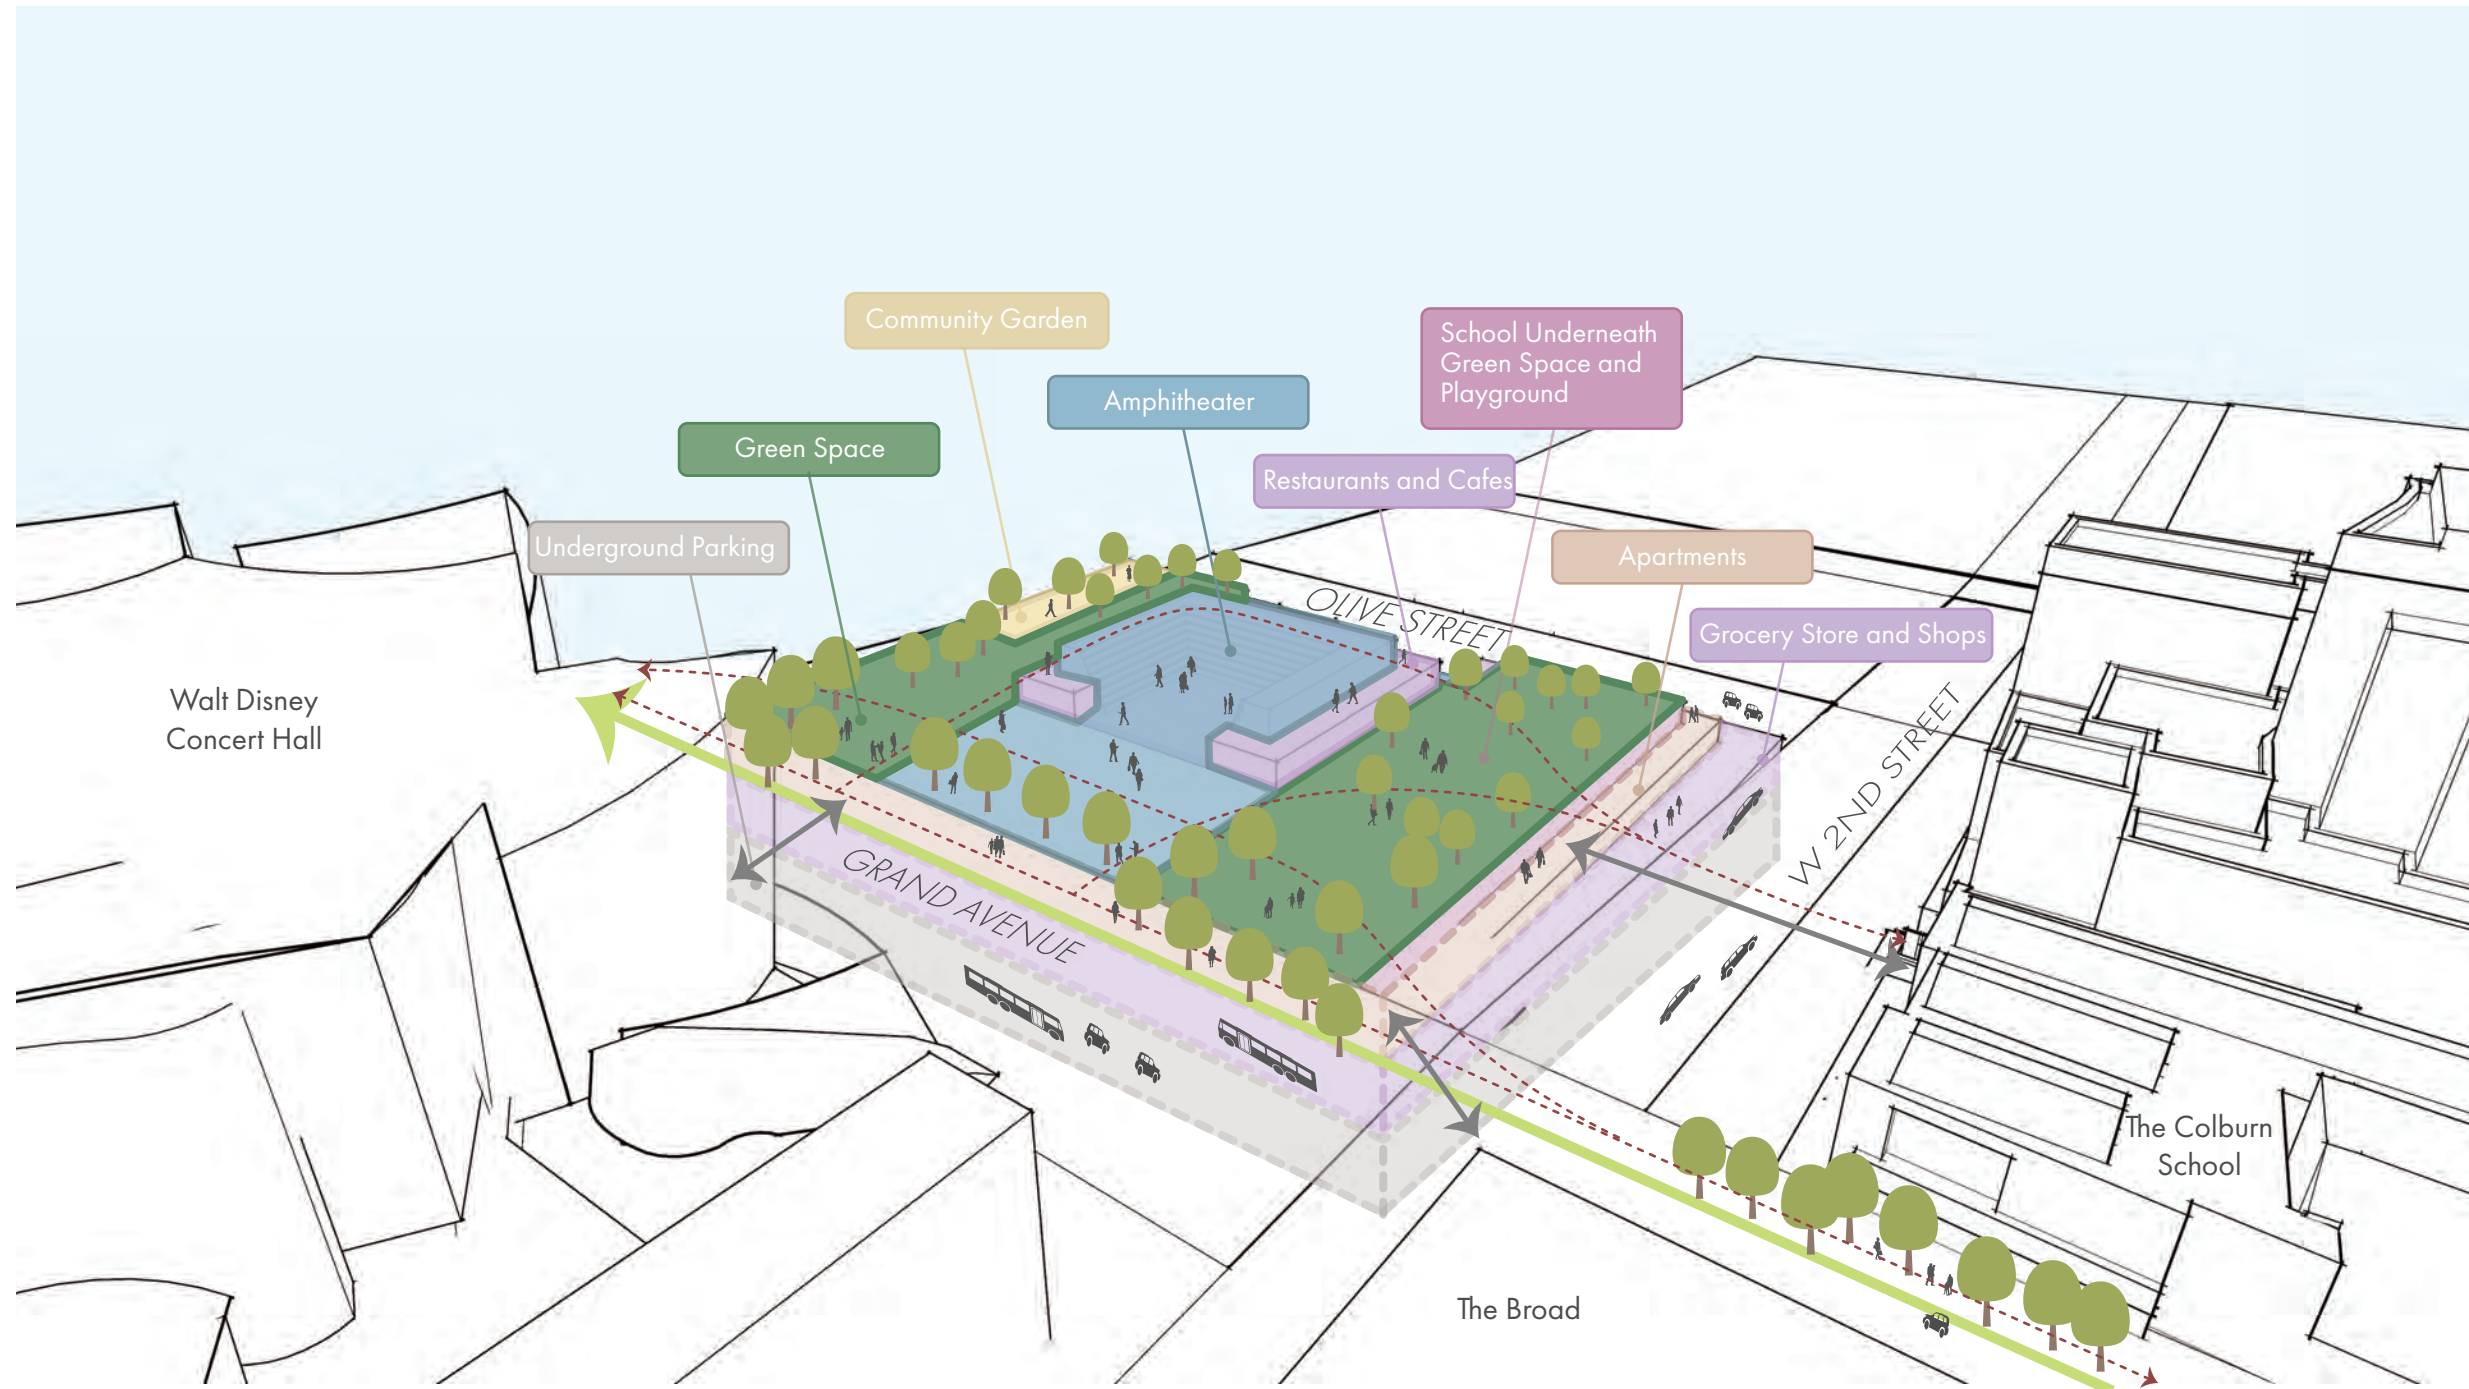 Community Garden
School Underneath
Green Space and
Playground
Amphitheater
Green Space
Restaurants and Cafes
Underground Parking
Apartments
OLIVE STREET
Grocery Store and Shops
Walt Disney
Concert Hall
W 2ND STREET
GRAND AVENUE
The Colburn
School
The Broad